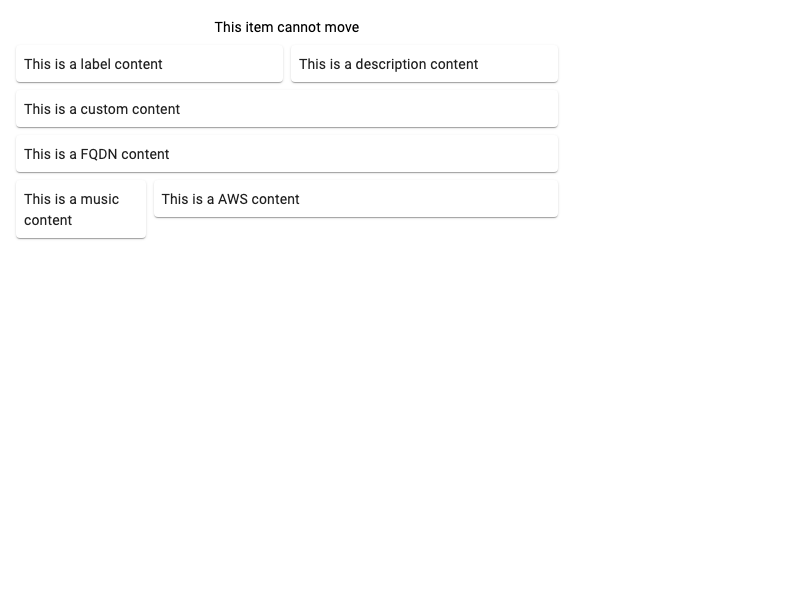 This item cannot move
This is a label content
This is a description content
This is a custom content
This is a FQDN content
This is a music
content
This is a AWS content